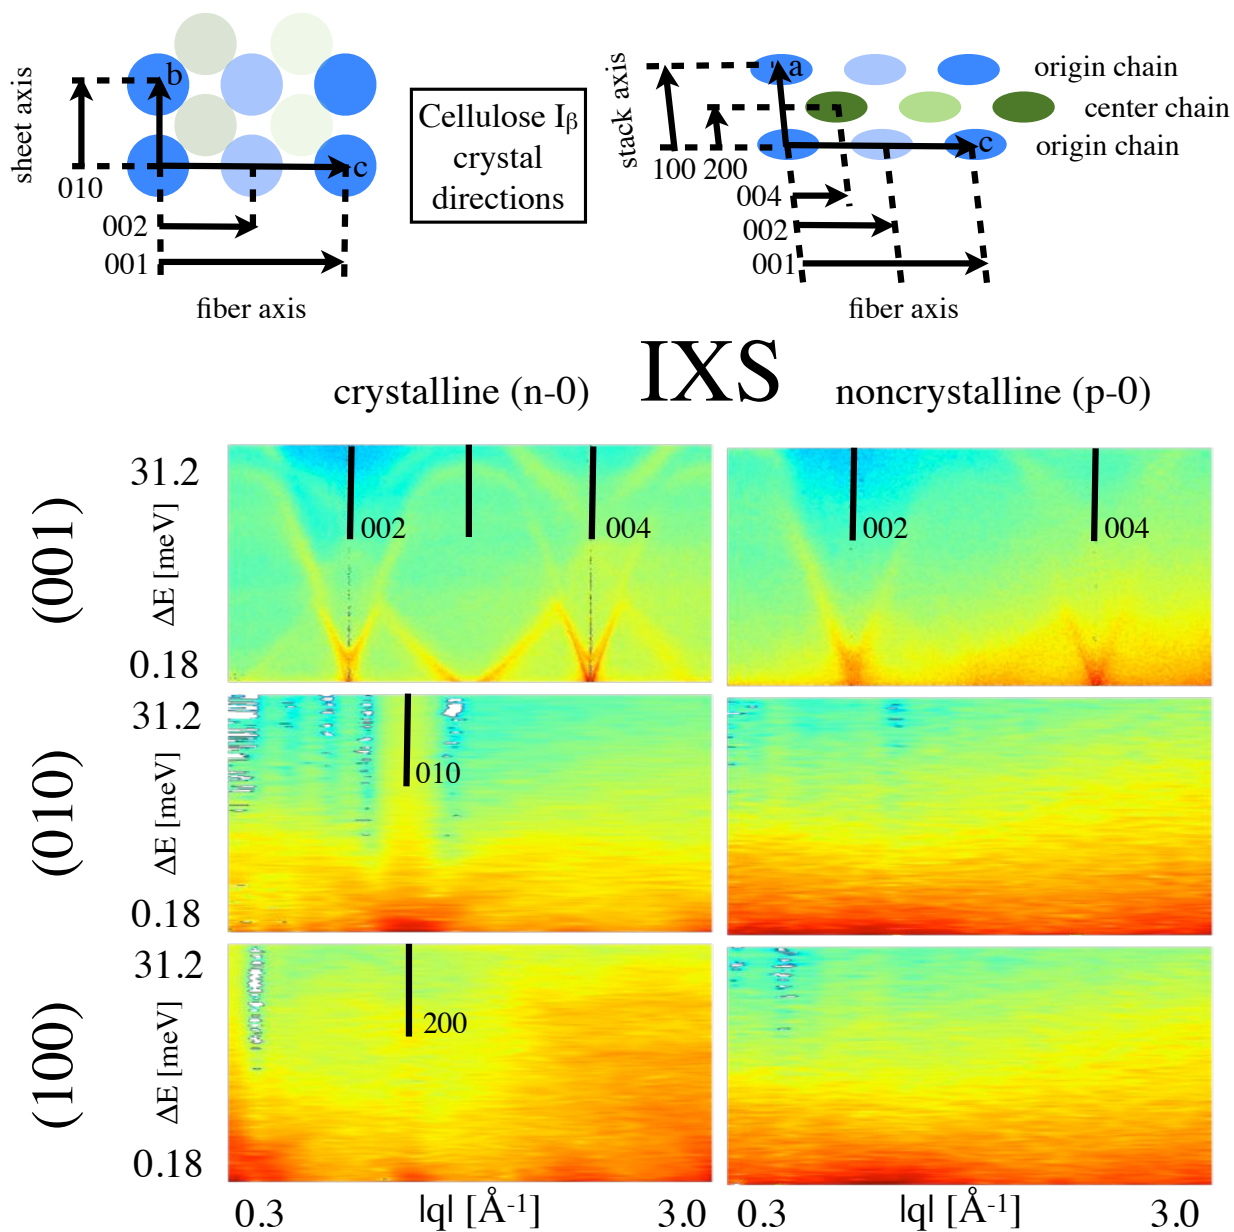 sheet axis
b
c
010
002
001
fiber axis
Cellulose Iβ
crystal
directions
stack axis
a
c
100 200
004
002
001
fiber axis
origin chain
center chain
origin chain
IXS
crystalline (n-0)
noncrystalline (p-0)
(001)
ΔE [meV]
31.2
0.18
002
004
002
004
(010)
ΔE [meV]
31.2
0.18
010
(100)
ΔE [meV]
31.2
0.18
200
0.3
|q| [Å-1]
3.0
0.3
|q| [Å-1]
3.0